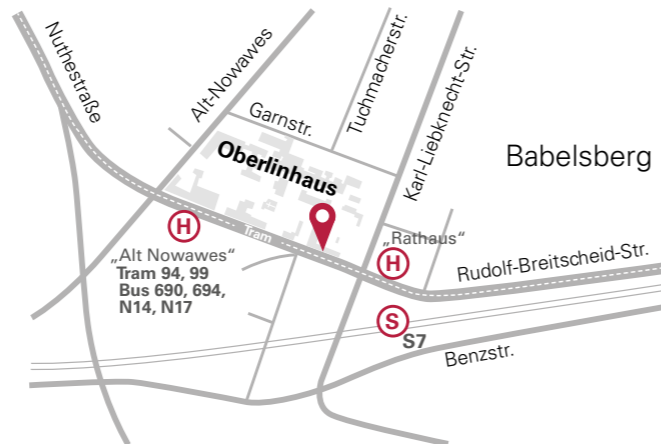 Nuthestraße
Alt-Nowawes
Tuchmacherstr.
Karl-Liebknecht-Str.
Garnstr.
Oberlinhaus
Babelsberg
H
Tram
„Alt Nowawes“
Tram 94, 99
Bus 690, 694,
N14, N17
„Rathaus“
H
Rudolf-Breitscheid-Str.
S
S7
Benzstr.